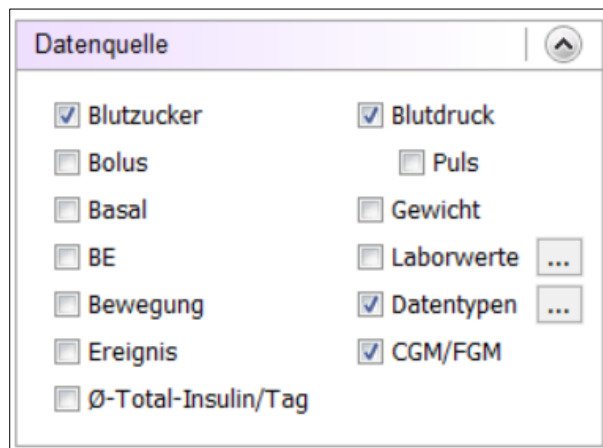 Datenquelle
Blutzucker
Blutdruck
Bolus
Puls
Basal
Gewicht
BE
Laborwerte ...
Bewegung
Datentypen ...
Ereignis
CGM/FGM
Ø-Total-Insulin/Tag